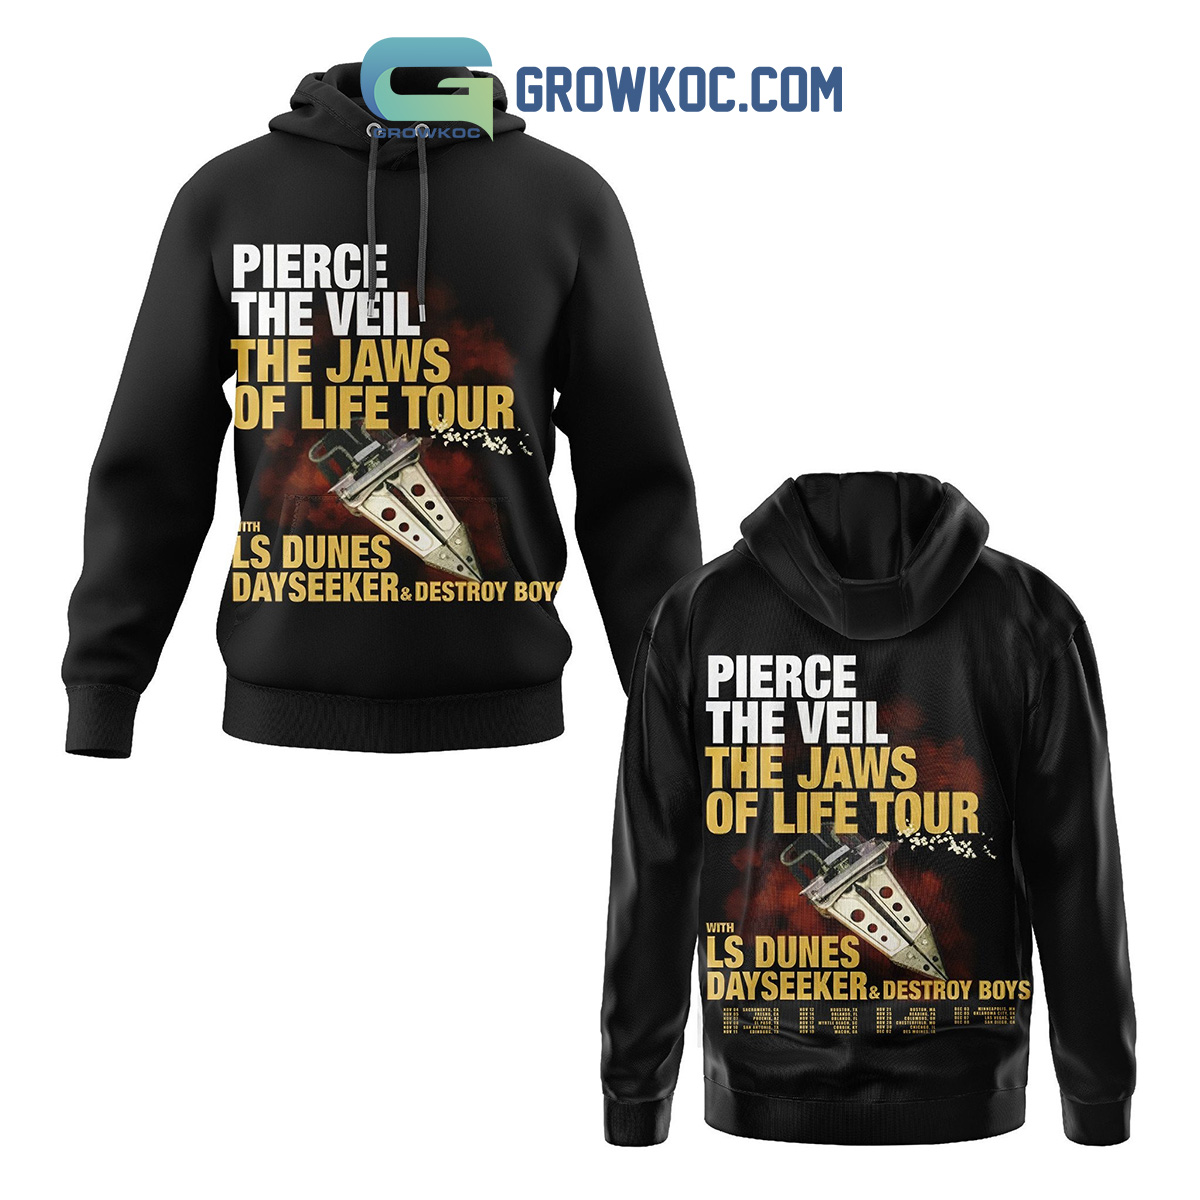 GROWKOC
GROWKOC.COM
PIERCE
THE VEIL
THE JAWS
OF LIFE TOUR
WITH
LS DUNES
DAYSEEKER & DESTROY BOYS
PIERCE
THE VEIL
THE JAWS
OF LIFE TOUR
WITH
LS DUNES
DAYSEEKER & DESTROY BOYS